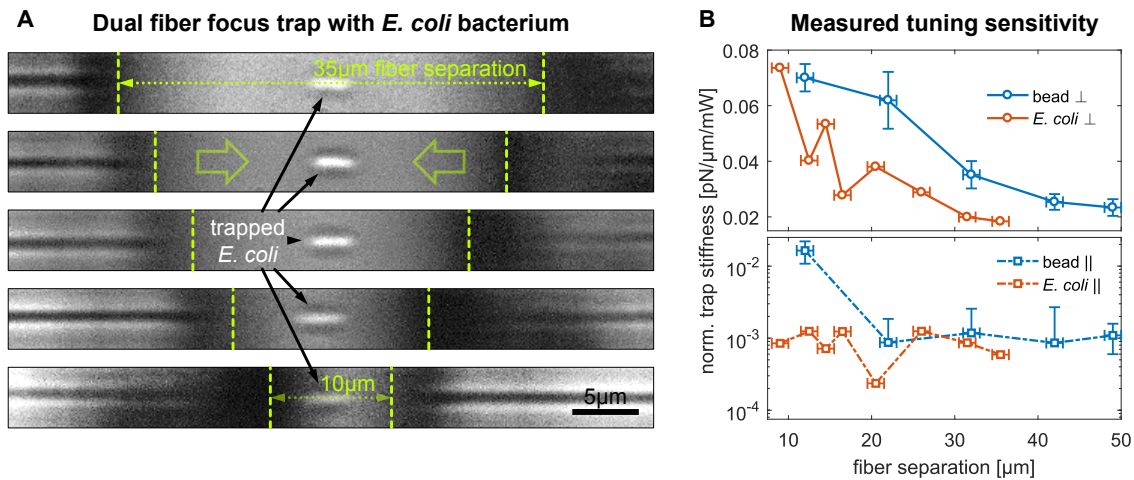 A Dual fiber focus trap with E. coli bacterium
35µm fiber separation
trapped
E. coli
10µm
5µm
B Measured tuning sensitivity
norm. trap stiffness [pN/µm/mW]
0.08
0.06
0.04
0.02
bead ⊥
E. coli ⊥
10⁻²
10⁻³
10⁻⁴
bead ||
E. coli ||
10 20 30 40 50
fiber separation [µm]